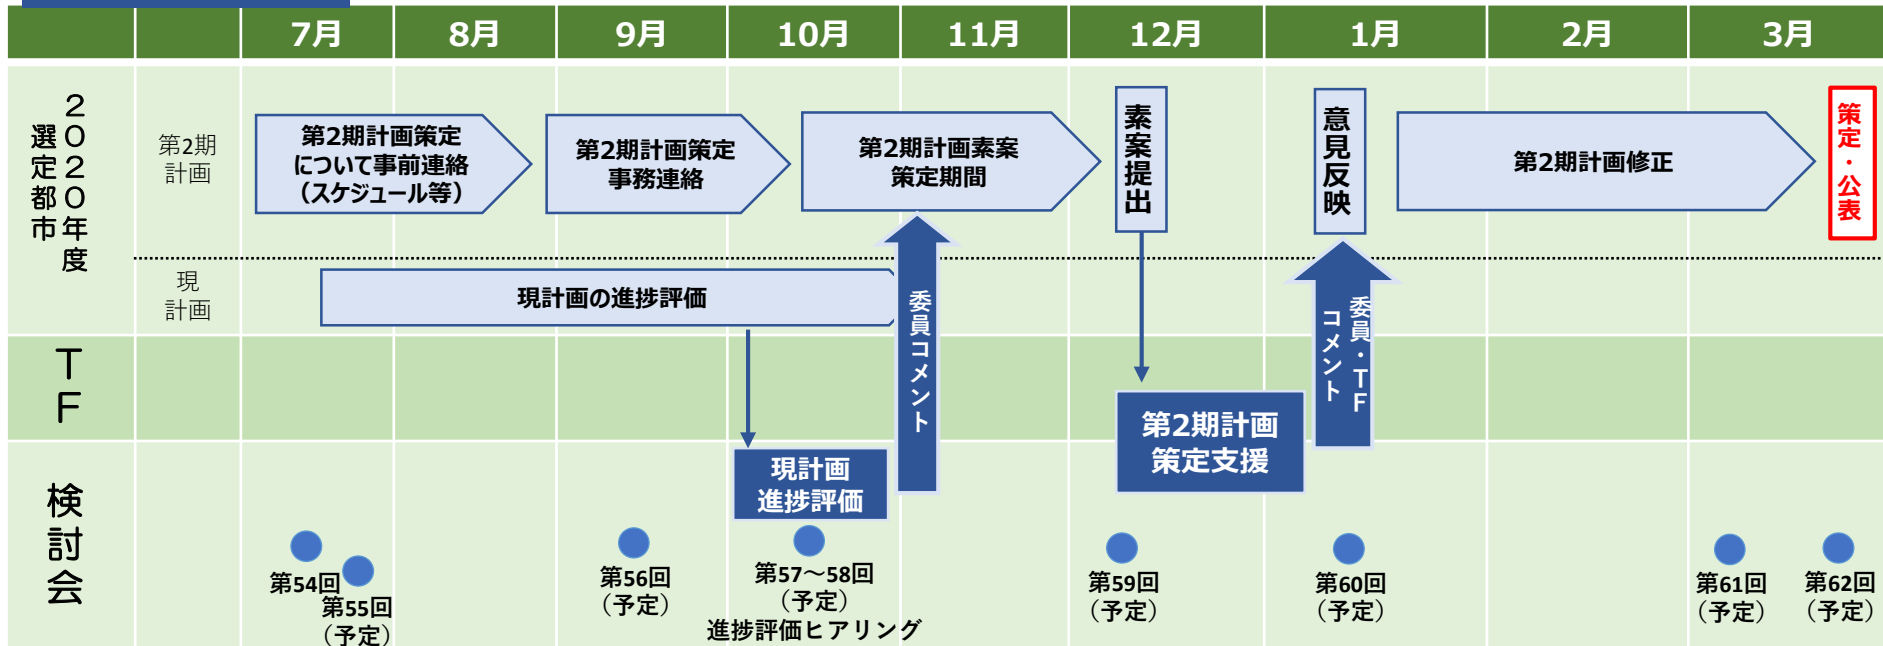 7月
8月
9月
10月
11月
12月
1月
2月
3月
2020年度
選定都市
第2期
計画
第2期計画策定
について事前連絡
（スケジュール等）
第2期計画策定
事務連絡
第2期計画素案
策定期間
素案提出
意見反映
第2期計画修正
策定・公表
現
計画
現計画の進捗評価
委員コメント
委員・TF
コメント
TF
第2期計画
策定支援
検討会
現計画
進捗評価
第54回
第55回
（予定）
第56回
（予定）
第57～58回
（予定）
進捗評価ヒアリング
第59回
（予定）
第60回
（予定）
第61回
（予定）
第62回
（予定）